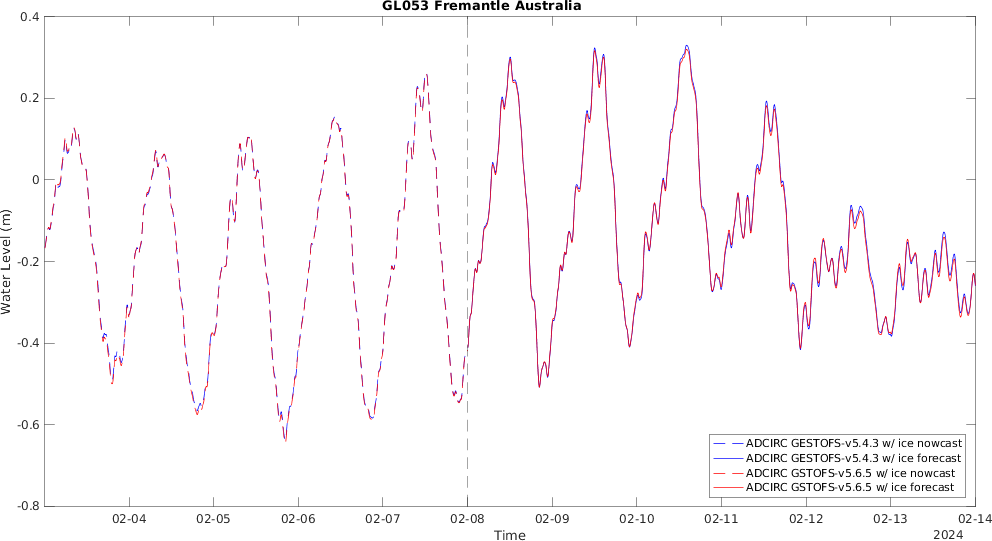 GL053 Fremantle Australia
0.4
0.2
0
-0.2
-0.4
-0.6
-0.8
Water Level (m)
ADCIRC GESTOFS-v5.4.3 w/ ice nowcast
ADCIRC GESTOFS-v5.4.3 w/ ice forecast
ADCIRC GSTOFS-v5.6.5 w/ ice nowcast
ADCIRC GSTOFS-v5.6.5 w/ ice forecast
02-04 02-05 02-06 02-07 02-08 02-09 02-10 02-11 02-12 02-13 02-14
Time
2024